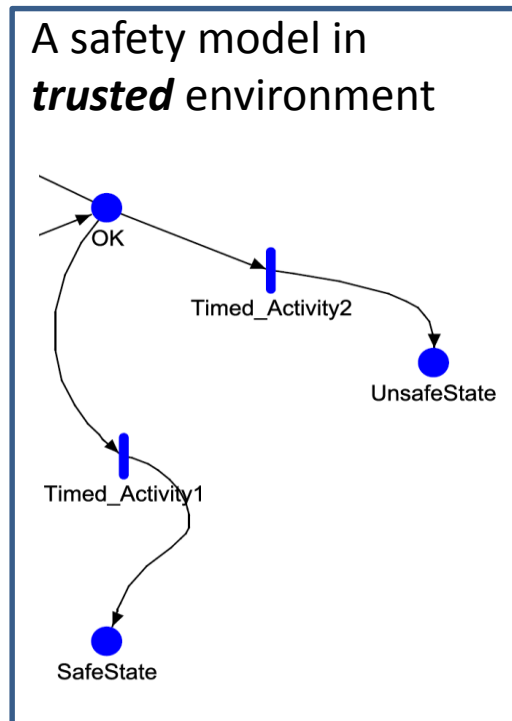 A safety model in
trusted environment
OK
Timed_Activity2
UnsafeState
Timed_Activity1
SafeState